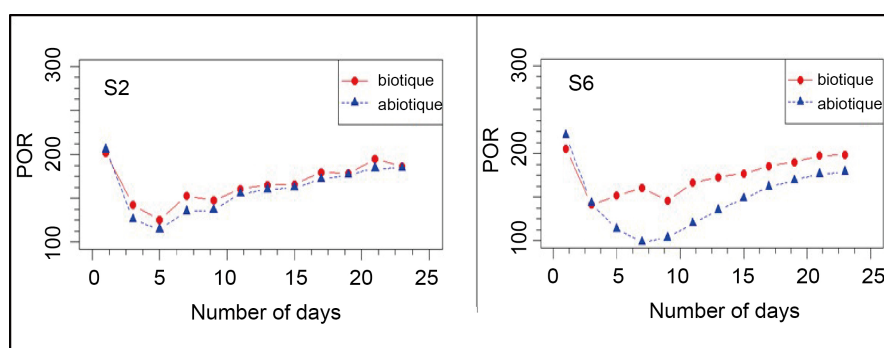 S2
biotique
abiotique
POR
300
200
100
0 5 10 15 20 25
Number of days
S6
biotique
abiotique
POR
300
200
100
0 5 10 15 20 25
Number of days